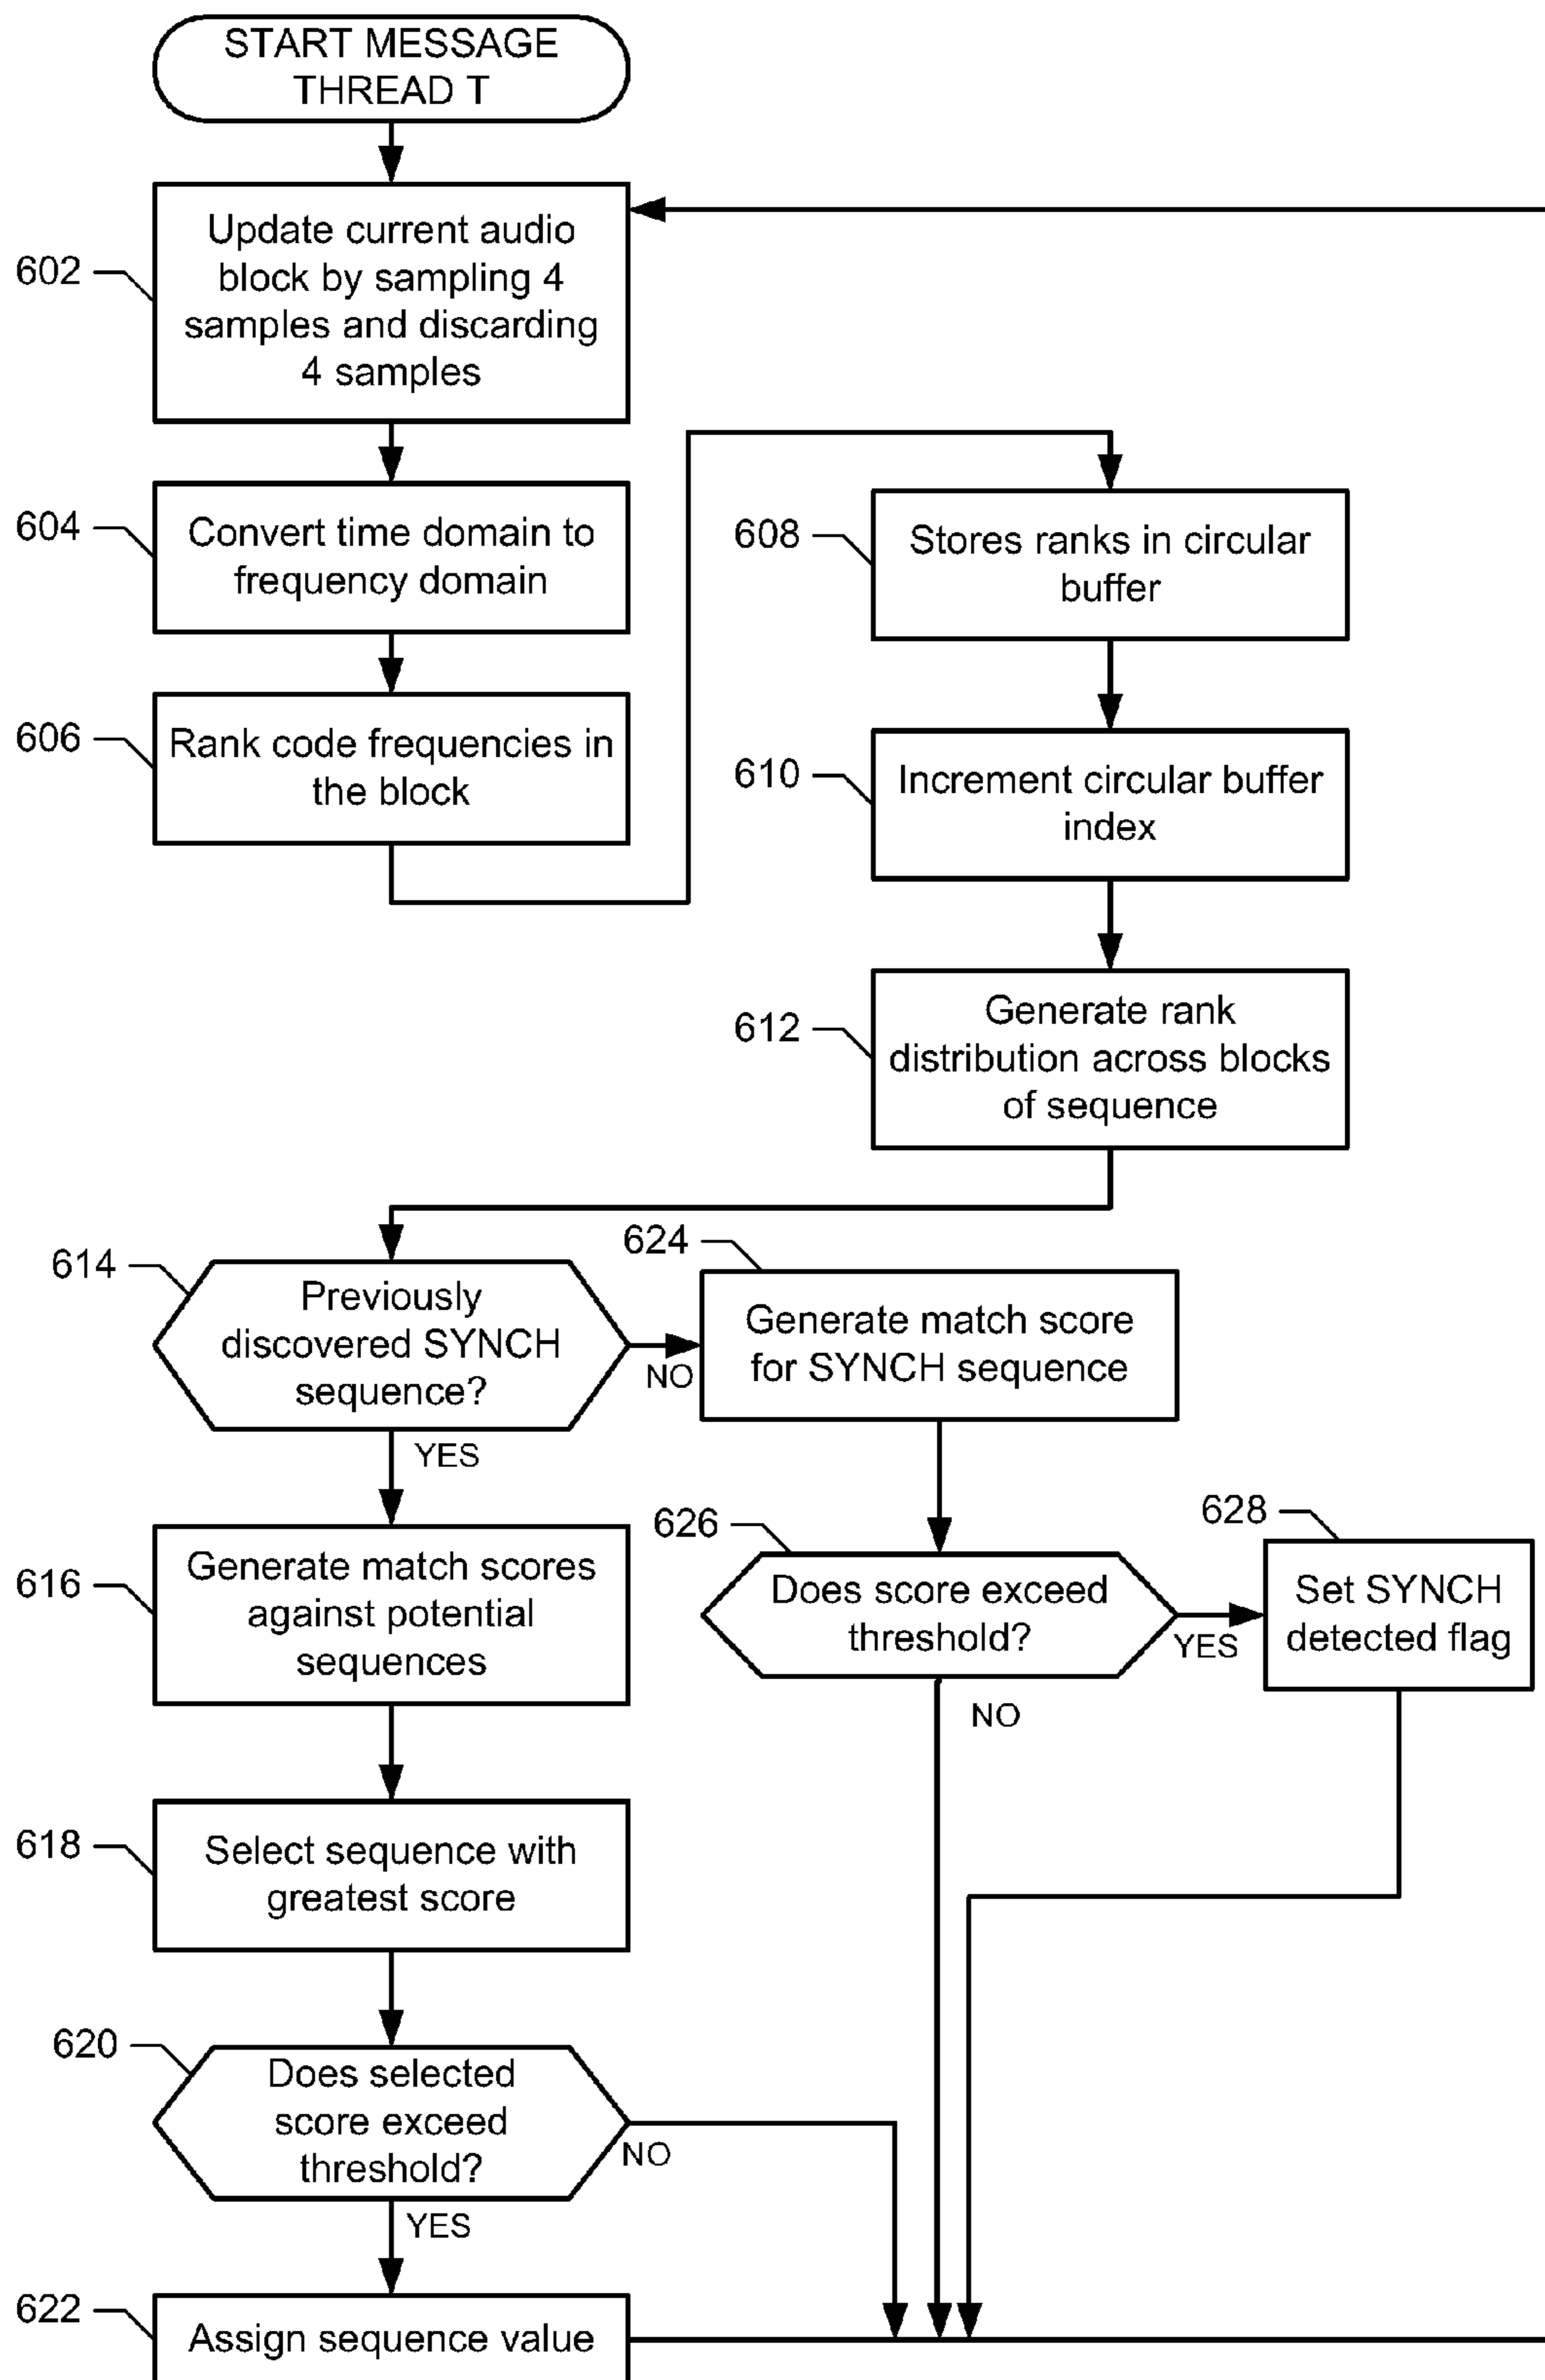 START MESSAGE
THREAD T
602
Update current audio
block by sampling 4
samples and discarding
4 samples
604
Convert time domain to
frequency domain
606
Rank code frequencies in
the block
608
Stores ranks in circular
buffer
610
Increment circular buffer
index
612
Generate rank
distribution across blocks
of sequence
614
Previously
discovered SYNCH
sequence?
NO
YES
624
Generate match score
for SYNCH sequence
626
Does score exceed
threshold?
YES
NO
628
Set SYNCH
detected flag
616
Generate match scores
against potential
sequences
618
Select sequence with
greatest score
620
Does selected
score exceed
threshold?
NO
YES
622
Assign sequence value